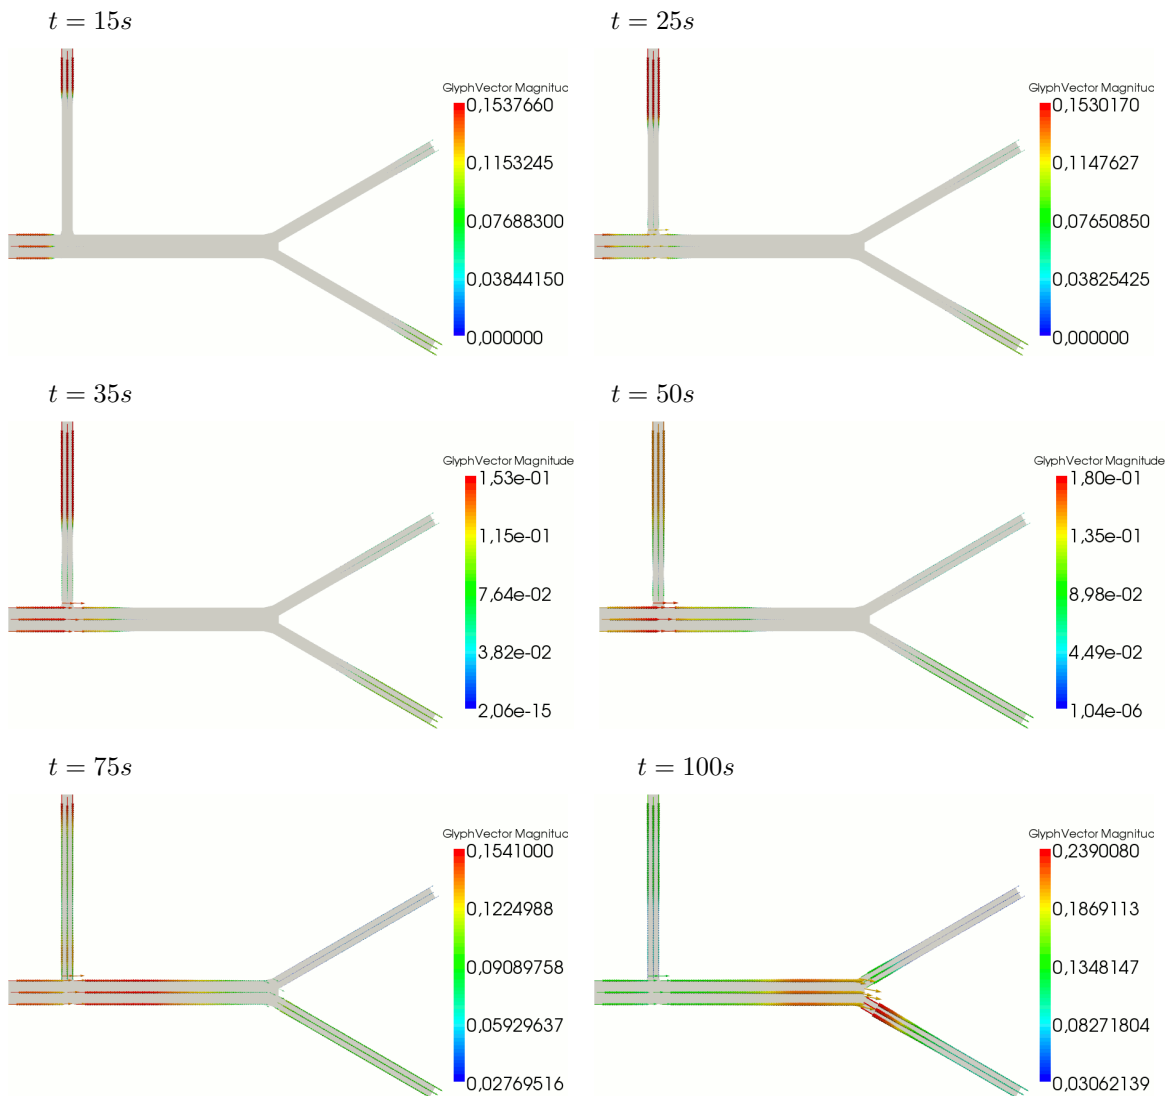 t = 15s
GlyphVector Magnituc
0,1537660
0,1153245
0,07688300
0,03844150
0,000000
t = 25s
GlyphVector Magnituc
0,1530170
0,1147627
0,07650850
0,03825425
0,000000
t = 35s
GlyphVector Magnitude
1,53e-01
1,15e-01
7,64e-02
3,82e-02
2,06e-15
t = 50s
GlyphVector Magnitude
1,80e-01
1,35e-01
8,98e-02
4,49e-02
1,04e-06
t = 75s
GlyphVector Magnituc
0,1541000
0,1224988
0,09089758
0,05929637
0,02769516
t = 100s
GlyphVector Magnituc
0,2390080
0,1869113
0,1348147
0,08271804
0,03062139